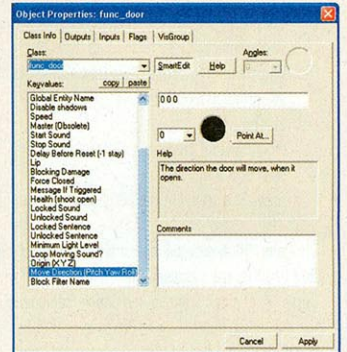 Object Properties: func_door
Class Info
Outputs
Inputs
Flags
VisGroup
Class:
func_door
SmartEdit
Help
Angles:
Keyvalues:
copy
paste
Global Entity Name
Disable shadows
Speed
Master (Obsolete)
Start Sound
Stop Sound
Delay Before Reset (-1 stay)
Lip
Blocking Damage
Force Closed
Message If Triggered
Health (shoot open)
Locked Sound
Unlocked Sound
Locked Sentence
Unlocked Sentence
Minimum Light Level
Loop Moving Sound?
Origin (X Y Z)
Move Direction (Pitch Yaw Roll)
Block Filter Name
0 0 0
0
Point At...
Help
The direction the door will move, when it
opens.
Comments
Cancel
Apply